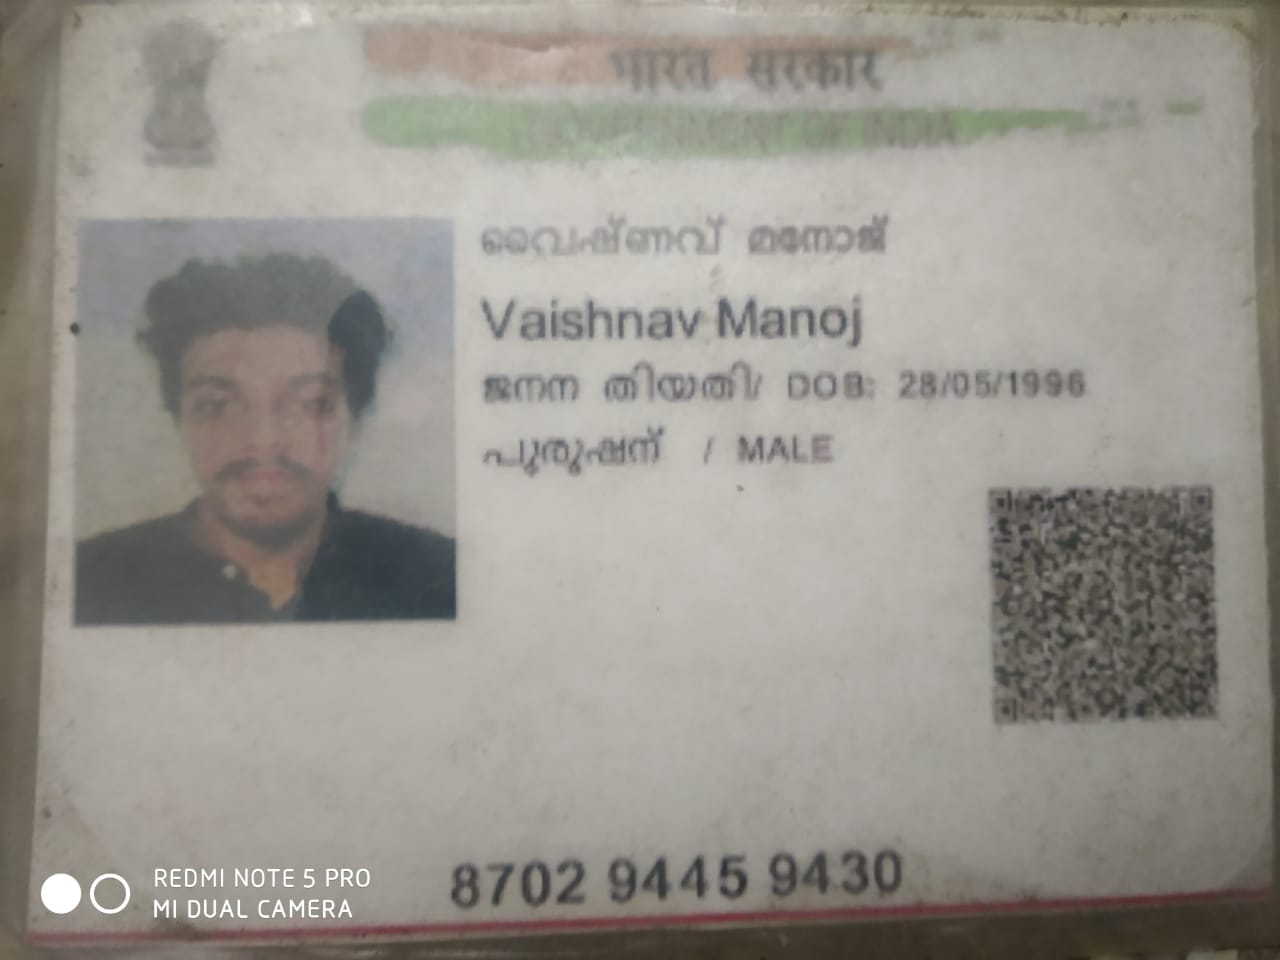 भारत सरकार
GOVERNMENT OF INDIA
വൈഷ്ണവ് മനോജ്
Vaishnav Manoj
ജനന തിയതി/ DOB: 28/05/1996
പുരുഷന് / MALE
8702 9445 9430
REDMI NOTE 5 PRO
MI DUAL CAMERA